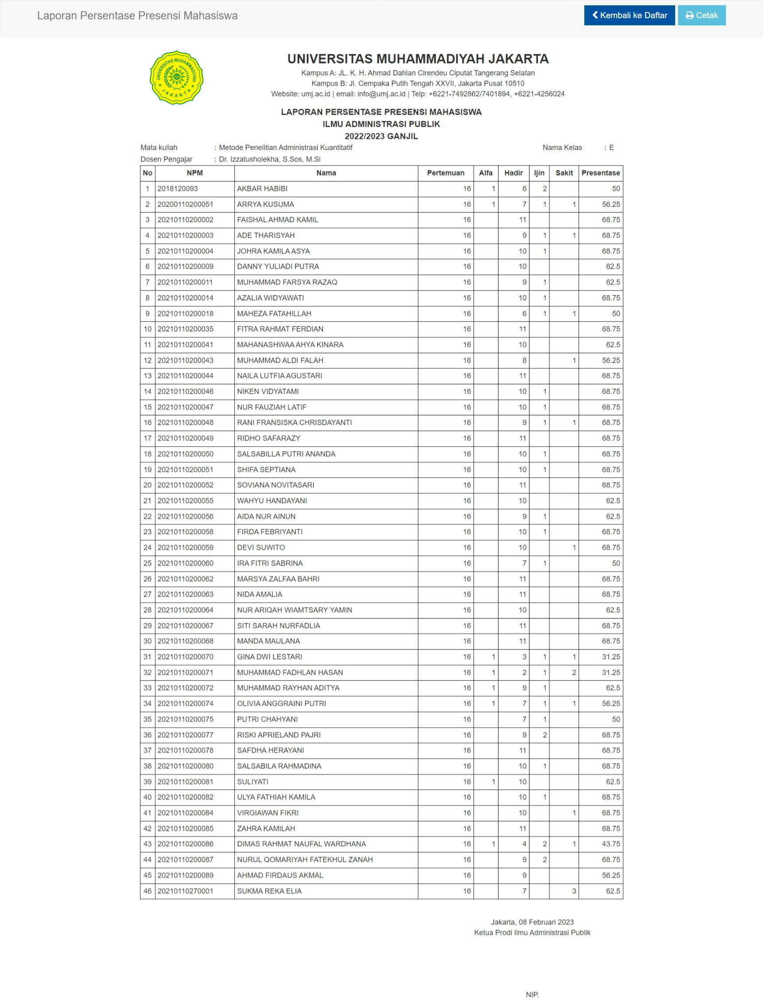 Laporan Persentase Presensi Mahasiswa
Kembali ke Daftar
Cetak
UNIVERSITAS MUHAMMADIYAH
JAKARTA
UNIVERSITAS MUHAMMADIYAH JAKARTA
Kampus A: JL. K. H. Ahmad Dahlan Cirendeu Ciputat Tangerang Selatan
Kampus B: Jl. Cempaka Putih Tengah XXVII, Jakarta Pusat 10510
Website: umj.ac.id | email: info@umj.ac.id | Telp: +6221-7492862/7401894, +6221-4256024
LAPORAN PERSENTASE PRESENSI MAHASISWA
ILMU ADMINISTRASI PUBLIK
2022/2023 GANJIL
Mata kuliah : Metode Penelitian Administrasi Kuantitatif Nama Kelas : E
Dosen Pengajar : Dr. Izzatusholekha, S.Sos, M.Si
No NPM Nama Pertemuan Alfa Hadir Ijin Sakit Presentase
1 2018120093 AKBAR HABIBI 16 1 6 2 50
2 20200110200051 ARRYA KUSUMA 16 1 7 1 1 56.25
3 20210110200002 FAISHAL AHMAD KAMIL 16 11 68.75
4 20210110200003 ADE THARISYAH 16 9 1 1 68.75
5 20210110200004 JOHRA KAMILA ASYA 16 10 1 68.75
6 20210110200009 DANNY YULIADI PUTRA 16 10 62.5
7 20210110200011 MUHAMMAD FARSYA RAZAQ 16 9 1 62.5
8 20210110200014 AZALIA WIDYAWATI 16 10 1 68.75
9 20210110200018 MAHEZA FATAHILLAH 16 6 1 1 50
10 20210110200035 FITRA RAHMAT FERDIAN 16 11 68.75
11 20210110200041 MAHANASHWAA AHYA KINARA 16 10 62.5
12 20210110200043 MUHAMMAD ALDI FALAH 16 8 1 56.25
13 20210110200044 NAILA LUTFIA AGUSTARI 16 11 68.75
14 20210110200046 NIKEN VIDYATAMI 16 10 1 68.75
15 20210110200047 NUR FAUZIAH LATIF 16 10 1 68.75
16 20210110200048 RANI FRANSISKA CHRISDAYANTI 16 9 1 1 68.75
17 20210110200049 RIDHO SAFARAZY 16 11 68.75
18 20210110200050 SALSABILLA PUTRI ANANDA 16 10 1 68.75
19 20210110200051 SHIFA SEPTIANA 16 10 1 68.75
20 20210110200052 SOVIANA NOVITASARI 16 11 68.75
21 20210110200055 WAHYU HANDAYANI 16 10 62.5
22 20210110200056 AIDA NUR AINUN 16 9 1 62.5
23 20210110200058 FIRDA FEBRIYANTI 16 10 1 68.75
24 20210110200059 DEVI SUWITO 16 10 1 68.75
25 20210110200060 IRA FITRI SABRINA 16 7 1 50
26 20210110200062 MARSYA ZALFAA BAHRI 16 11 68.75
27 20210110200063 NIDA AMALIA 16 11 68.75
28 20210110200064 NUR ARIQAH WIAMTSARY YAMIN 16 10 62.5
29 20210110200067 SITI SARAH NURFADLIA 16 11 68.75
30 20210110200068 MANDA MAULANA 16 11 68.75
31 20210110200070 GINA DWI LESTARI 16 1 3 1 1 31.25
32 20210110200071 MUHAMMAD FADHLAN HASAN 16 1 2 1 2 31.25
33 20210110200072 MUHAMMAD RAYHAN ADITYA 16 1 9 1 62.5
34 20210110200074 OLIVIA ANGGRAINI PUTRI 16 1 7 1 1 56.25
35 20210110200075 PUTRI CHAHYANI 16 7 1 50
36 20210110200077 RISKI APRIELAND PAJRI 16 9 2 68.75
37 20210110200078 SAFDHA HERAYANI 16 11 68.75
38 20210110200080 SALSABILA RAHMADINA 16 10 1 68.75
39 20210110200081 SULIYATI 16 1 10 62.5
40 20210110200082 ULYA FATHIAH KAMILA 16 10 1 68.75
41 20210110200084 VIRGIAWAN FIKRI 16 10 1 68.75
42 20210110200085 ZAHRA KAMILAH 16 11 68.75
43 20210110200086 DIMAS RAHMAT NAUFAL WARDHANA 16 1 4 2 1 43.75
44 20210110200087 NURUL QOMARIYAH FATEKHUL ZANAH 16 9 2 68.75
45 20210110200089 AHMAD FIRDAUS AKMAL 16 9 56.25
46 20210110270001 SUKMA REKA ELIA 16 7 3 62.5
Jakarta, 08 Februari 2023
Ketua Prodi Ilmu Administrasi Publik
NIP.